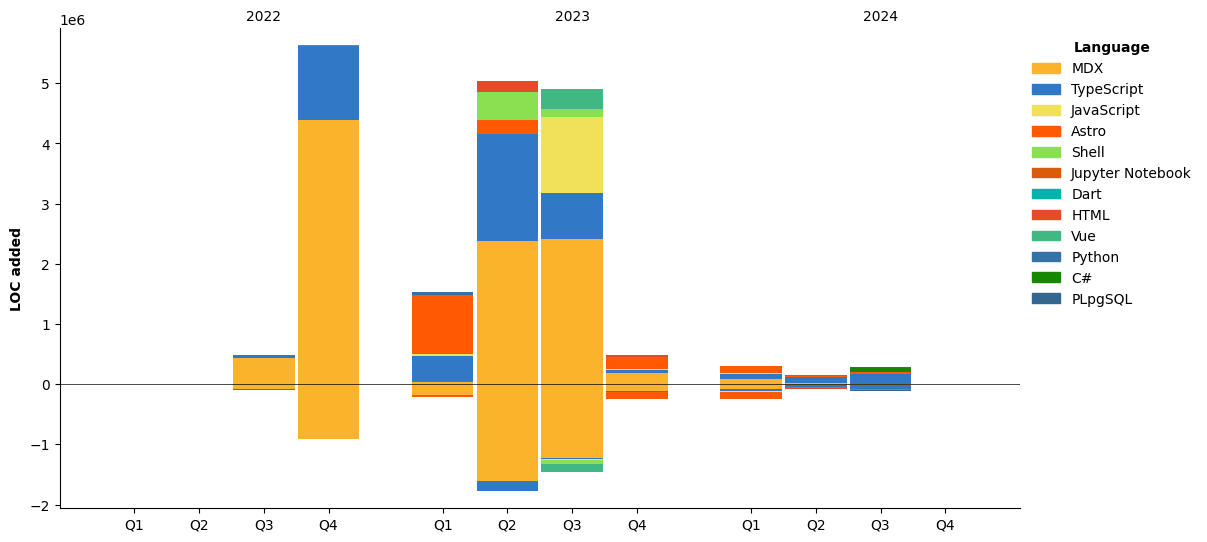 2022 2023 2024
1e6
5
4
3
2
1
0
−1
−2
LOC added
Q1 Q2 Q3 Q4 Q1 Q2 Q3 Q4 Q1 Q2 Q3 Q4
Language
MDX
TypeScript
JavaScript
Astro
Shell
Jupyter Notebook
Dart
HTML
Vue
Python
C#
PLpgSQL